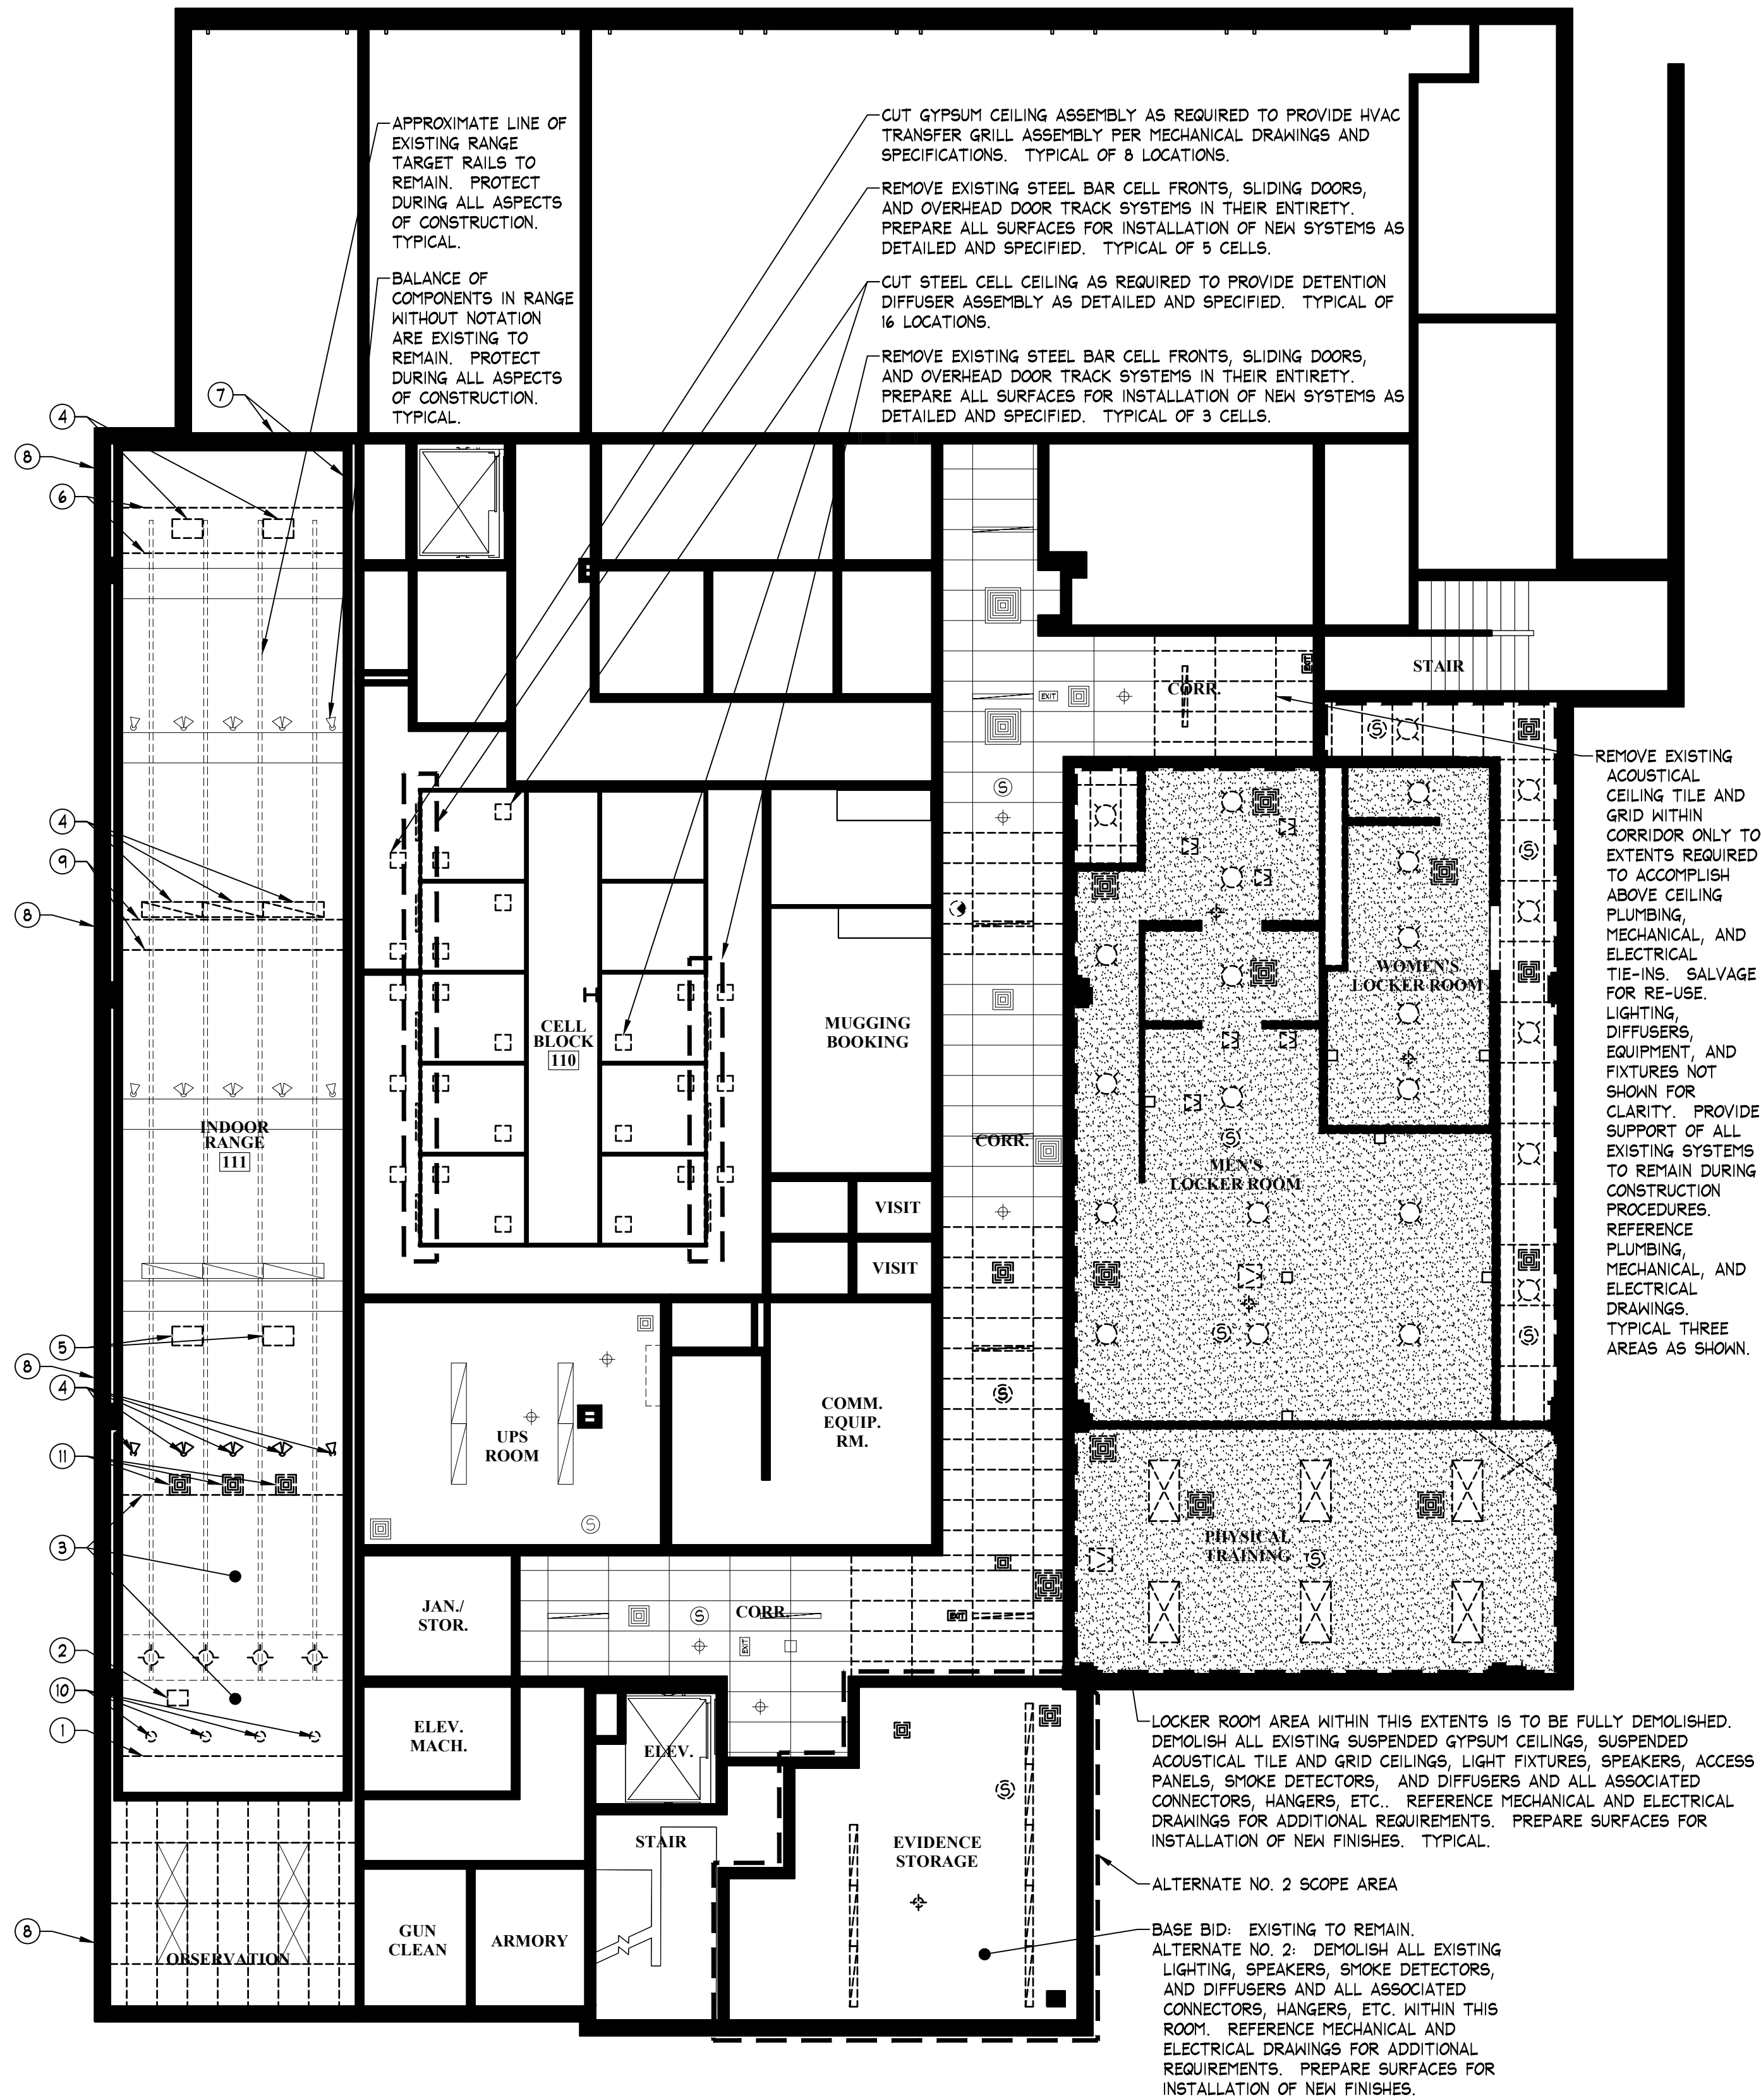 APPROXIMATE LINE OF
EXISTING RANGE
TARGET RAILS TO
REMAIN. PROTECT
DURING ALL ASPECTS
OF CONSTRUCTION.
TYPICAL.
BALANCE OF
COMPONENTS IN RANGE
WITHOUT NOTATION
ARE EXISTING TO
REMAIN. PROTECT
DURING ALL ASPECTS
OF CONSTRUCTION.
TYPICAL.
CUT GYPSUM CEILING ASSEMBLY AS REQUIRED TO PROVIDE HVAC
TRANSFER GRILL ASSEMBLY PER MECHANICAL DRAWINGS AND
SPECIFICATIONS. TYPICAL OF 8 LOCATIONS.
REMOVE EXISTING STEEL BAR CELL FRONTS, SLIDING DOORS,
AND OVERHEAD DOOR TRACK SYSTEMS IN THEIR ENTIRETY.
PREPARE ALL SURFACES FOR INSTALLATION OF NEW SYSTEMS AS
DETAILED AND SPECIFIED. TYPICAL OF 5 CELLS.
CUT STEEL CELL CEILING AS REQUIRED TO PROVIDE DETENTION
DIFFUSER ASSEMBLY AS DETAILED AND SPECIFIED. TYPICAL OF
16 LOCATIONS.
REMOVE EXISTING STEEL BAR CELL FRONTS, SLIDING DOORS,
AND OVERHEAD DOOR TRACK SYSTEMS IN THEIR ENTIRETY.
PREPARE ALL SURFACES FOR INSTALLATION OF NEW SYSTEMS AS
DETAILED AND SPECIFIED. TYPICAL OF 3 CELLS.
7
4
8
6
4
9
8
5
8
4
11
3
2
10
1
8
STAIR
CORR.
EXIT
EXIT
S
S
REMOVE EXISTING
ACOUSTICAL
CEILING TILE AND
GRID WITHIN
CORRIDOR ONLY TO
EXTENTS REQUIRED
TO ACCOMPLISH
ABOVE CEILING
PLUMBING,
MECHANICAL, AND
ELECTRICAL
TIE-INS. SALVAGE
FOR RE-USE.
LIGHTING,
DIFFUSERS,
EQUIPMENT, AND
FIXTURES NOT
SHOWN FOR
CLARITY. PROVIDE
SUPPORT OF ALL
EXISTING SYSTEMS
TO REMAIN DURING
CONSTRUCTION
PROCEDURES.
REFERENCE
PLUMBING,
MECHANICAL, AND
ELECTRICAL
DRAWINGS.
TYPICAL THREE
AREAS AS SHOWN.
S
WOMEN'S
LOCKER ROOM
CELL
BLOCK
110
MUGGING
BOOKING
INDOOR
RANGE
111
CORR.
S
MEN'S
LOCKER ROOM
VISIT
VISIT
S
S
S
COMM.
EQUIP.
RM.
UPS
ROOM
S
PHYSICAL
TRAINING
S
JAN./
STOR.
S
CORR.
EXIT
EXIT
ELEV.
MACH.
ELEV.
S
STAIR
EVIDENCE
STORAGE
GUN
CLEAN
ARMORY
OBSERVATION
LOCKER ROOM AREA WITHIN THIS EXTENTS IS TO BE FULLY DEMOLISHED.
DEMOLISH ALL EXISTING SUSPENDED GYPSUM CEILINGS, SUSPENDED
ACOUSTICAL TILE AND GRID CEILINGS, LIGHT FIXTURES, SPEAKERS, ACCESS
PANELS, SMOKE DETECTORS, AND DIFFUSERS AND ALL ASSOCIATED
CONNECTORS, HANGERS, ETC.. REFERENCE MECHANICAL AND ELECTRICAL
DRAWINGS FOR ADDITIONAL REQUIREMENTS. PREPARE SURFACES FOR
INSTALLATION OF NEW FINISHES. TYPICAL.
ALTERNATE NO. 2 SCOPE AREA
BASE BID: EXISTING TO REMAIN.
ALTERNATE NO. 2: DEMOLISH ALL EXISTING
LIGHTING, SPEAKERS, SMOKE DETECTORS,
AND DIFFUSERS AND ALL ASSOCIATED
CONNECTORS, HANGERS, ETC. WITHIN THIS
ROOM. REFERENCE MECHANICAL AND
ELECTRICAL DRAWINGS FOR ADDITIONAL
REQUIREMENTS. PREPARE SURFACES FOR
INSTALLATION OF NEW FINISHES.